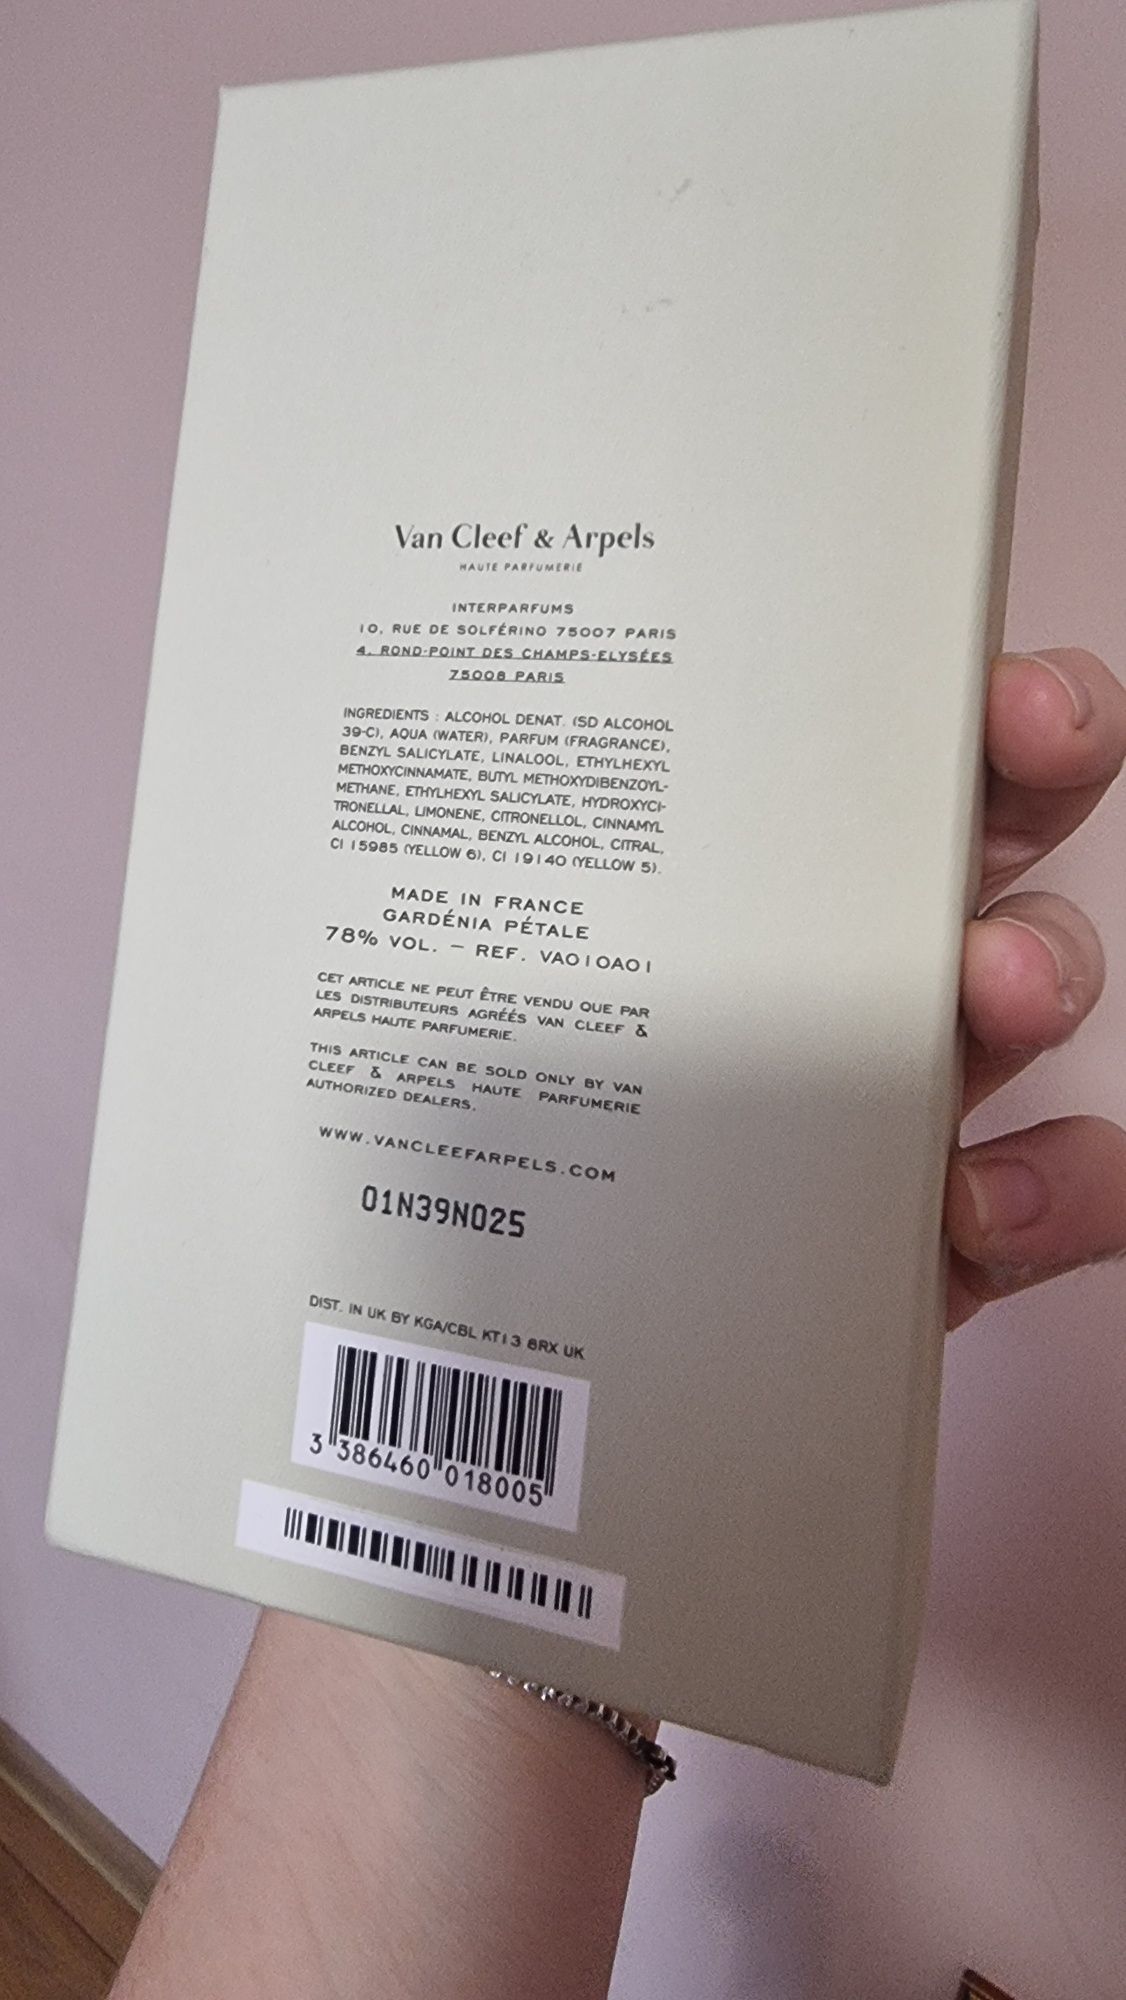 Van Cleef & Arpels
HAUTE PARFUMERIE
INTERPARFUMS
10, RUE DE SOLFÉRINO 75007 PARIS
4, ROND-POINT DES CHAMPS-ELYSÉES
75008 PARIS
INGREDIENTS : ALCOHOL DENAT. (SD ALCOHOL
39-C), AQUA (WATER), PARFUM (FRAGRANCE),
BENZYL SALICYLATE, LINALOOL, ETHYLHEXYL
METHOXYCINNAMATE, BUTYL METHOXYDIBENZOYL-
METHANE, ETHYLHEXYL SALICYLATE, HYDROXYCI-
TRONELLAL, LIMONENE, CITRONELLOL, CINNAMYL
ALCOHOL, CINNAMAL, BENZYL ALCOHOL, CITRAL,
CI 15985 (YELLOW 6), CI 19140 (YELLOW 5).
MADE IN FRANCE
GARDÉNIA PÉTALE
78% VOL. – REF. VA010A01
CET ARTICLE NE PEUT ÊTRE VENDU QUE PAR
LES DISTRIBUTEURS AGRÉÉS VAN CLEEF &
ARPELS HAUTE PARFUMERIE.
THIS ARTICLE CAN BE SOLD ONLY BY VAN
CLEEF & ARPELS HAUTE PARFUMERIE
AUTHORIZED DEALERS.
WWW.VANCLEEFARPELS.COM
01N39N025
DIST. IN UK BY KGA/CBL KT13 8RX UK
3 386460 018005